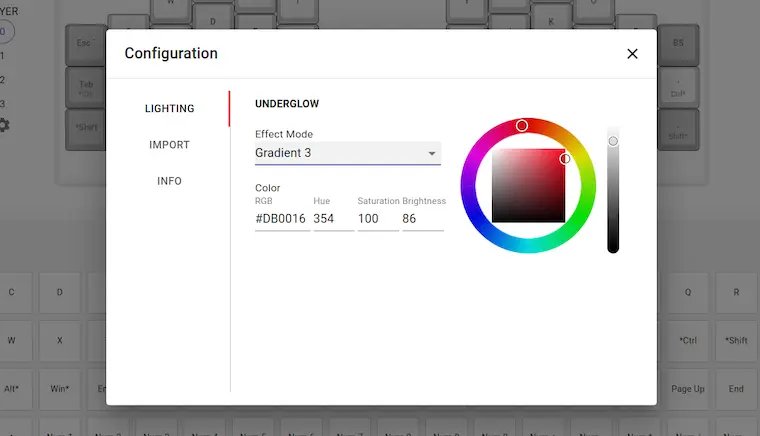 YER
W
D
Y
L
K
0
Esc
BS
1
Tab
2
*Shift
3
Configuration
LIGHTING
IMPORT
INFO
UNDERGLOW
Effect Mode
Gradient 3
Color
RGB Hue Saturation Brightness
#DB0016 354 100 86
C D Q R
W X *Ctrl *Shift
Alt* Win* Page Up End